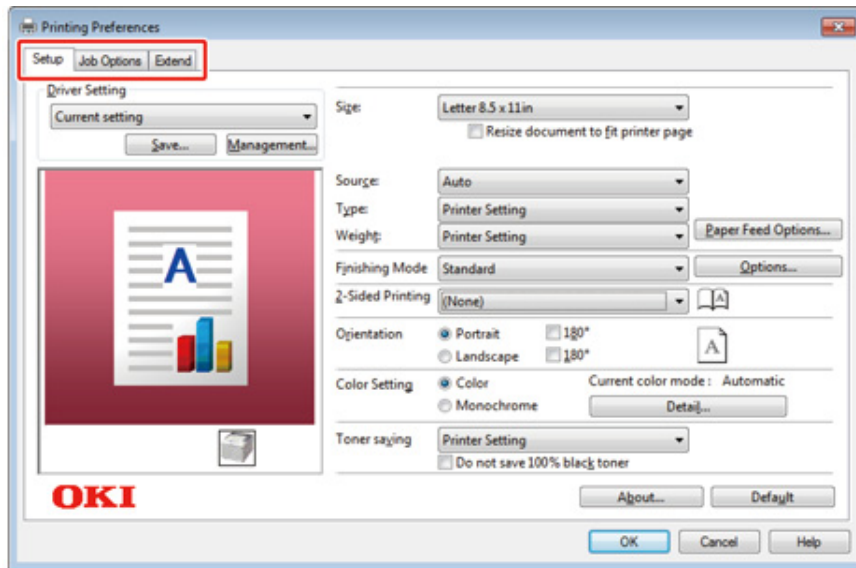 Printing Preferences
Setup Job Options Extend
Driver Setting
Current setting
Save... Management...
A
OKI
Size: Letter 8.5 x 11in
Resize document to fit printer page
Source: Auto
Type: Printer Setting
Weight: Printer Setting Paper Feed Options...
Finishing Mode Standard Options...
2-Sided Printing (None) A
Orientation Portrait 180°
Landscape 180°
A
Color Setting Color Current color mode : Automatic
Monochrome Detail...
Toner saving Printer Setting
Do not save 100% black toner
About... Default
OK Cancel Help